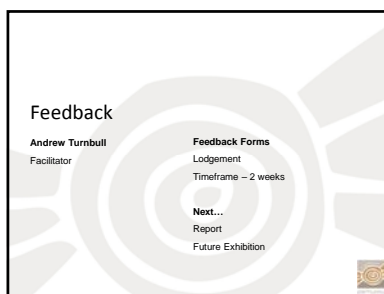 Feedback
Andrew Turnbull
Facilitator
Feedback Forms
Lodgement
Timeframe – 2 weeks
Next…
Report
Future Exhibition